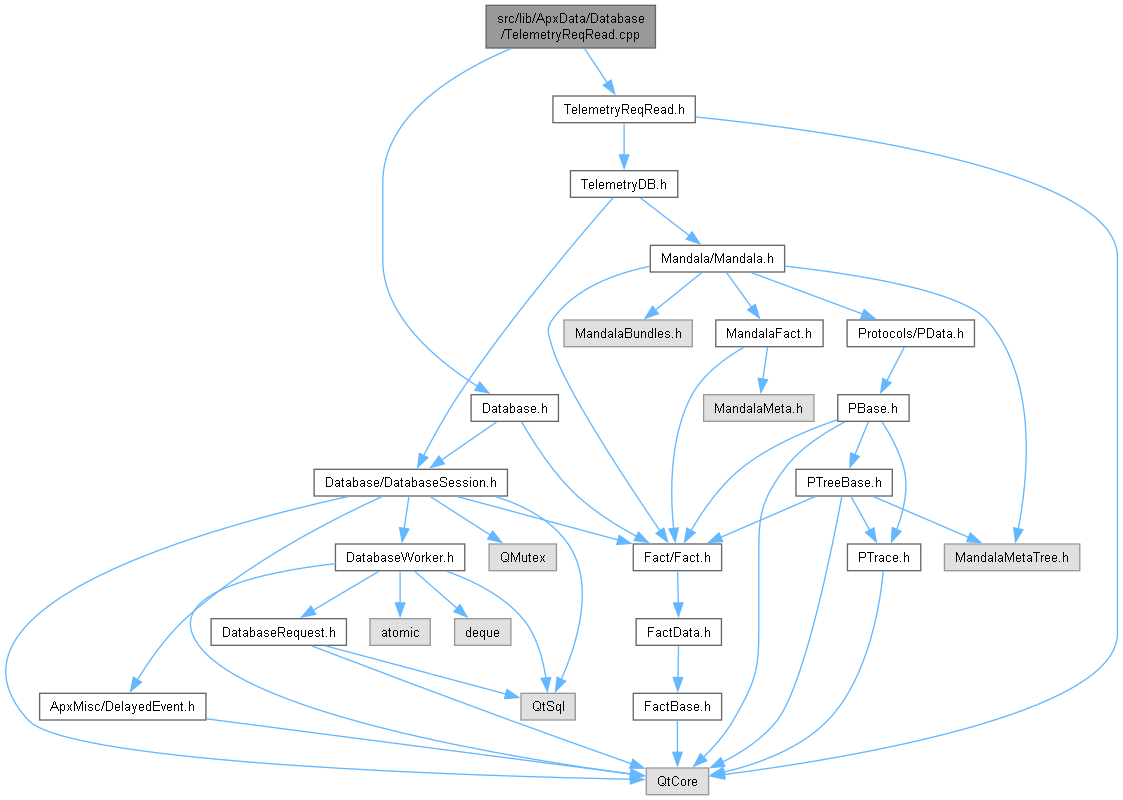 src/lib/ApxData/Database
/TelemetryReqRead.cpp
TelemetryReqRead.h
TelemetryDB.h
Mandala/Mandala.h
MandalaBundles.h
MandalaFact.h
Protocols/PData.h
Database.h
MandalaMeta.h
PBase.h
Database/DatabaseSession.h
PTreeBase.h
DatabaseWorker.h
QMutex
Fact/Fact.h
PTrace.h
MandalaMetaTree.h
DatabaseRequest.h
atomic
deque
FactData.h
ApxMisc/DelayedEvent.h
QtSql
FactBase.h
QtCore